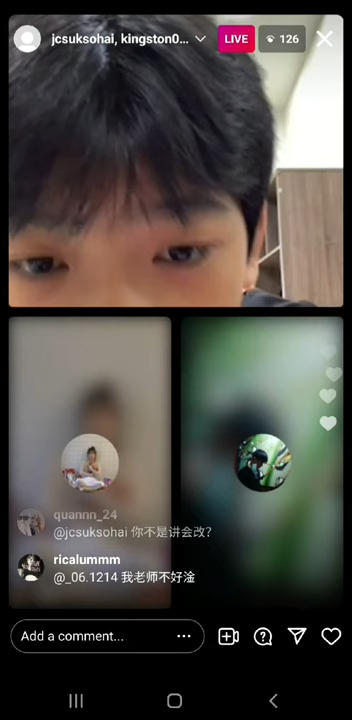 jcsuksohai, kingston0...
LIVE
126
quannn_24
@jcsuksohai 你不是讲会改?
ricalummm
@_06.1214 我老师不好淦
Add a comment...